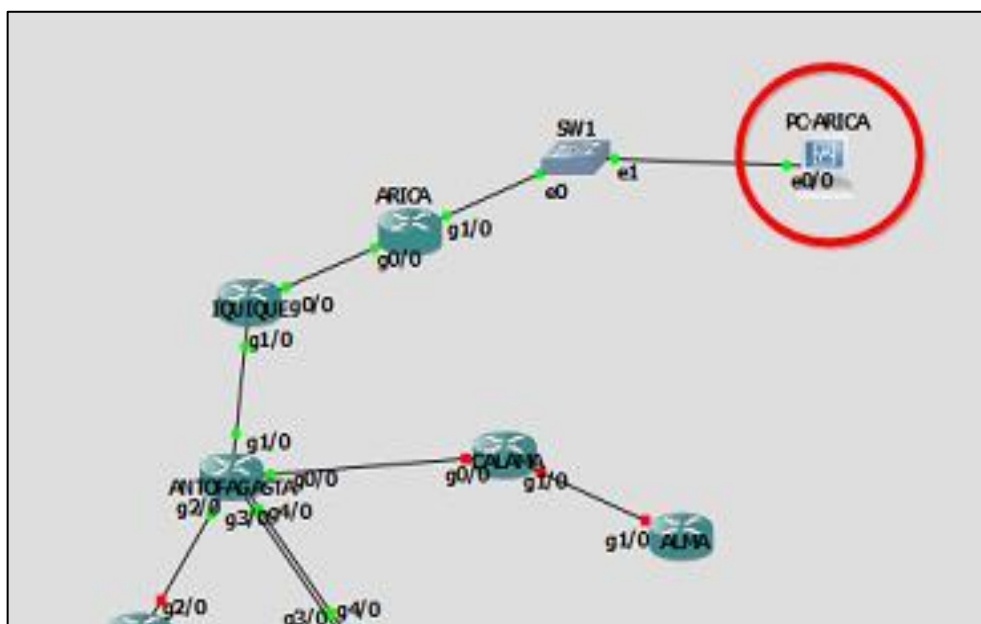 SW1
PC-ARICA
e0
e1
e0/0
ARICA
g1/0
g0/0
IQUIQUE
g0/0
g1/0
g1/0
ANTOFAGASTA
g0/0
g2/0
g3/0
g4/0
CALAMA
g0/0
g1/0
g1/0
ALMA
g2/0
g3/0
g4/0